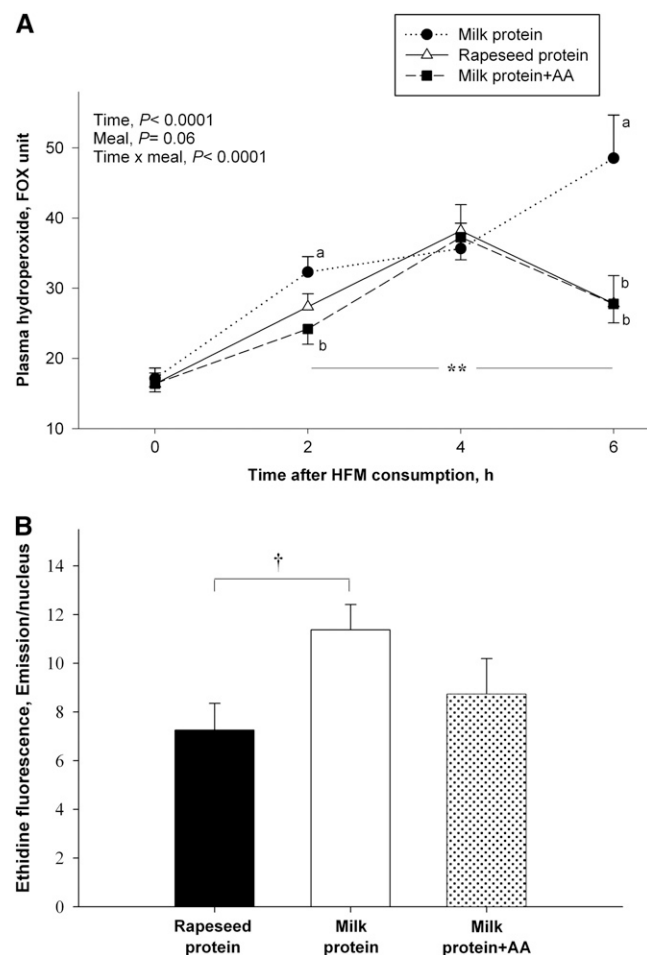 A
Milk protein
Rapeseed protein
Milk protein+AA
Time, P< 0.0001
Meal, P= 0.06
Time x meal, P< 0.0001
Plasma hydroperoxide, FOX unit
50
40
30
20
10
a
b
a
b
b
**
0
2
4
6
Time after HFM consumption, h
B
Ethidine fluorescence, Emission/nucleus
14
12
10
8
6
4
2
0
†
Rapeseed
protein
Milk
protein
Milk
protein+AA